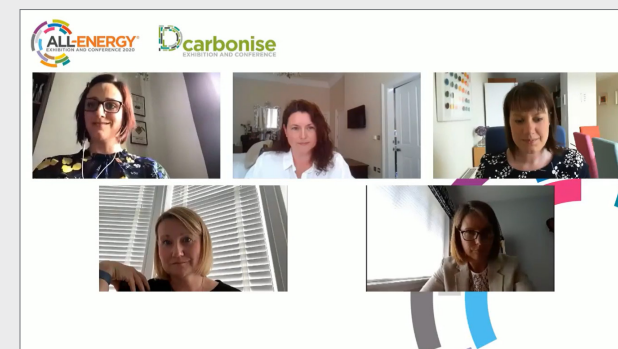 ALL-ENERGY
EXHIBITION AND CONFERENCE 2020
Dcarbonise
EXHIBITION AND CONFERENCE